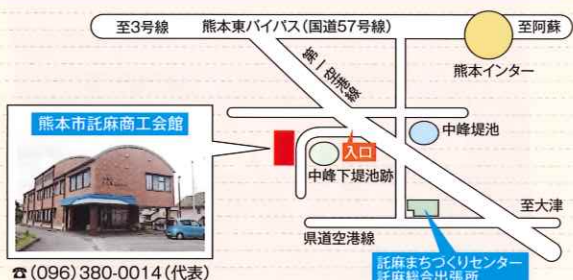 至3号線
熊本東バイパス(国道57号線)
至阿蘇
熊本インター
第一空港線
熊本市託麻商工会館
中峰堤池
入口
中峰下堤池跡
至大津
県道空港線
託麻まちづくりセンター
託麻総合出張所
☎(096)380-0014(代表)